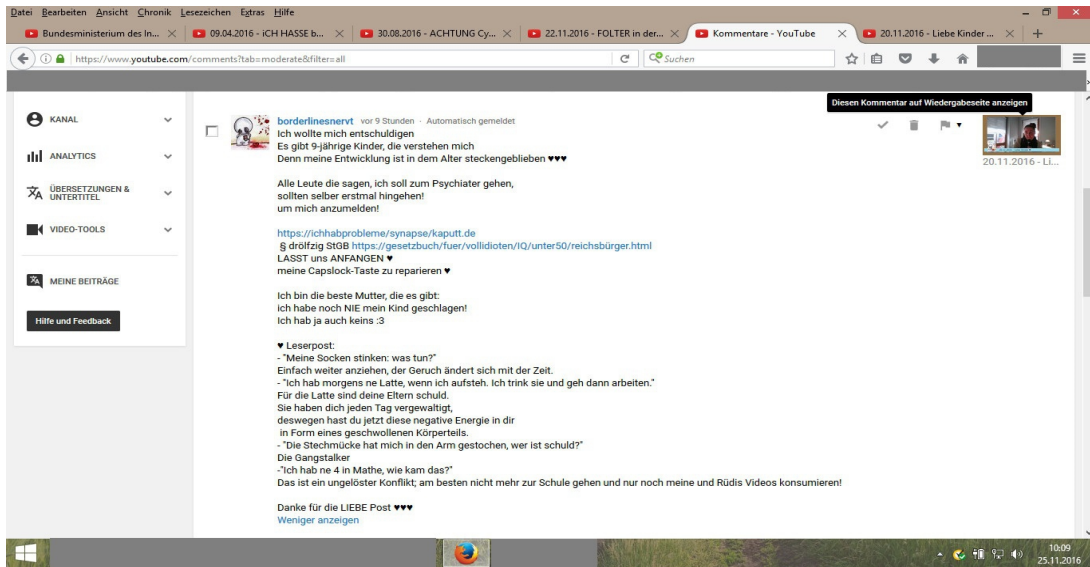 Datei Bearbeiten Ansicht Chronik Lesezeichen Extras Hilfe
Bundesministerium des In...
09.04.2016 - iCH HASSE b...
30.08.2016 - ACHTUNG Cy...
22.11.2016 - FOLTER in der...
Kommentare - YouTube
20.11.2016 - Liebe Kinder ...
https://www.youtube.com/comments?tab=moderate&filter=all
Suchen
Diesen Kommentar auf Wiedergabeseite anzeigen
KANAL
ANALYTICS
ÜBERSETZUNGEN &
UNTERTITEL
VIDEO-TOOLS
MEINE BEITRÄGE
Hilfe und Feedback
borderlinesnervt vor 9 Stunden · Automatisch gemeldet
Ich wollte mich entschuldigen
Es gibt 9-jährige Kinder, die verstehen mich
Denn meine Entwicklung ist in dem Alter steckengeblieben ♥♥♥
Alle Leute die sagen, ich soll zum Psychiater gehen,
sollten selber erstmal hingehen!
um mich anzumelden!
https://ichhabprobleme/synapse/kaputt.de
§ drölfzig StGB https://gesetzbuch/fuer/vollidioten/IQ/unter50/reichsbürger.html
LASST uns ANFANGEN ♥
meine Capslock-Taste zu reparieren ♥
Ich bin die beste Mutter, die es gibt:
ich habe noch NIE mein Kind geschlagen!
Ich hab ja auch keins :3
♥ Leserpost:
- "Meine Socken stinken: was tun?"
Einfach weiter anziehen, der Geruch ändert sich mit der Zeit.
- "Ich hab morgens ne Latte, wenn ich aufsteh. Ich trink sie und geh dann arbeiten."
Für die Latte sind deine Eltern schuld.
Sie haben dich jeden Tag vergewaltigt,
deswegen hast du jetzt diese negative Energie in dir
in Form eines geschwollenen Körperteils.
- "Die Stechmücke hat mich in den Arm gestochen, wer ist schuld?"
Die Gangstalker
-"Ich hab ne 4 in Mathe, wie kam das?"
Das ist ein ungelöster Konflikt; am besten nicht mehr zur Schule gehen und nur noch meine und Rüdis Videos konsumieren!
Danke für die LIEBE Post ♥♥♥
Weniger anzeigen
20.11.2016 - Li...
10:09
25.11.2016